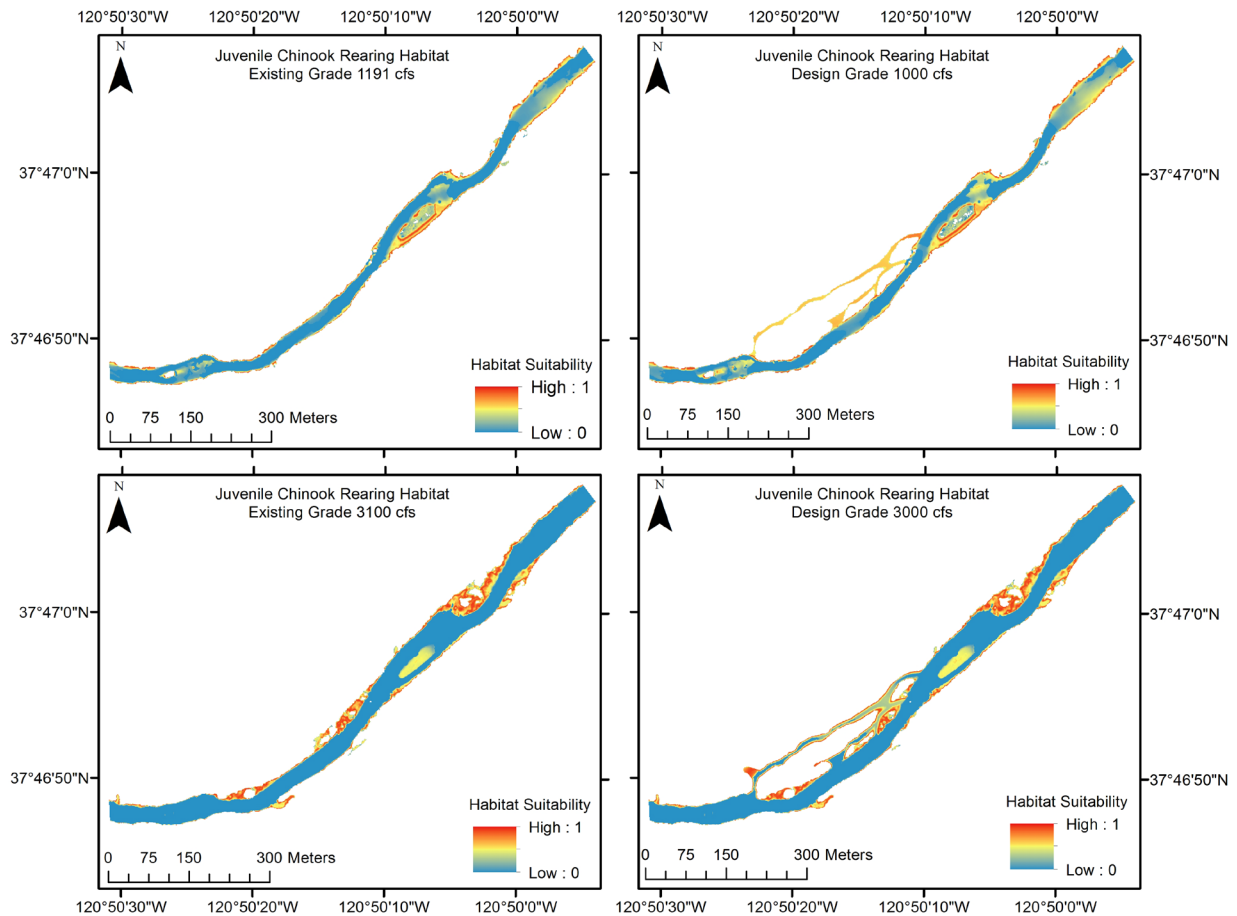 120°50'30"W 120°50'20"W 120°50'10"W 120°50'0"W
120°50'30"W 120°50'20"W 120°50'10"W 120°50'0"W
N
Juvenile Chinook Rearing Habitat
Existing Grade 1191 cfs
37°47'0"N
37°46'50"N
Habitat Suitability
High : 1
Low : 0
0 75 150 300 Meters
N
Juvenile Chinook Rearing Habitat
Design Grade 1000 cfs
37°47'0"N
37°46'50"N
Habitat Suitability
High : 1
Low : 0
0 75 150 300 Meters
N
Juvenile Chinook Rearing Habitat
Existing Grade 3100 cfs
37°47'0"N
37°46'50"N
Habitat Suitability
High : 1
Low : 0
0 75 150 300 Meters
N
Juvenile Chinook Rearing Habitat
Design Grade 3000 cfs
37°47'0"N
37°46'50"N
Habitat Suitability
High : 1
Low : 0
0 75 150 300 Meters
120°50'30"W 120°50'20"W 120°50'10"W 120°50'0"W
120°50'30"W 120°50'20"W 120°50'10"W 120°50'0"W